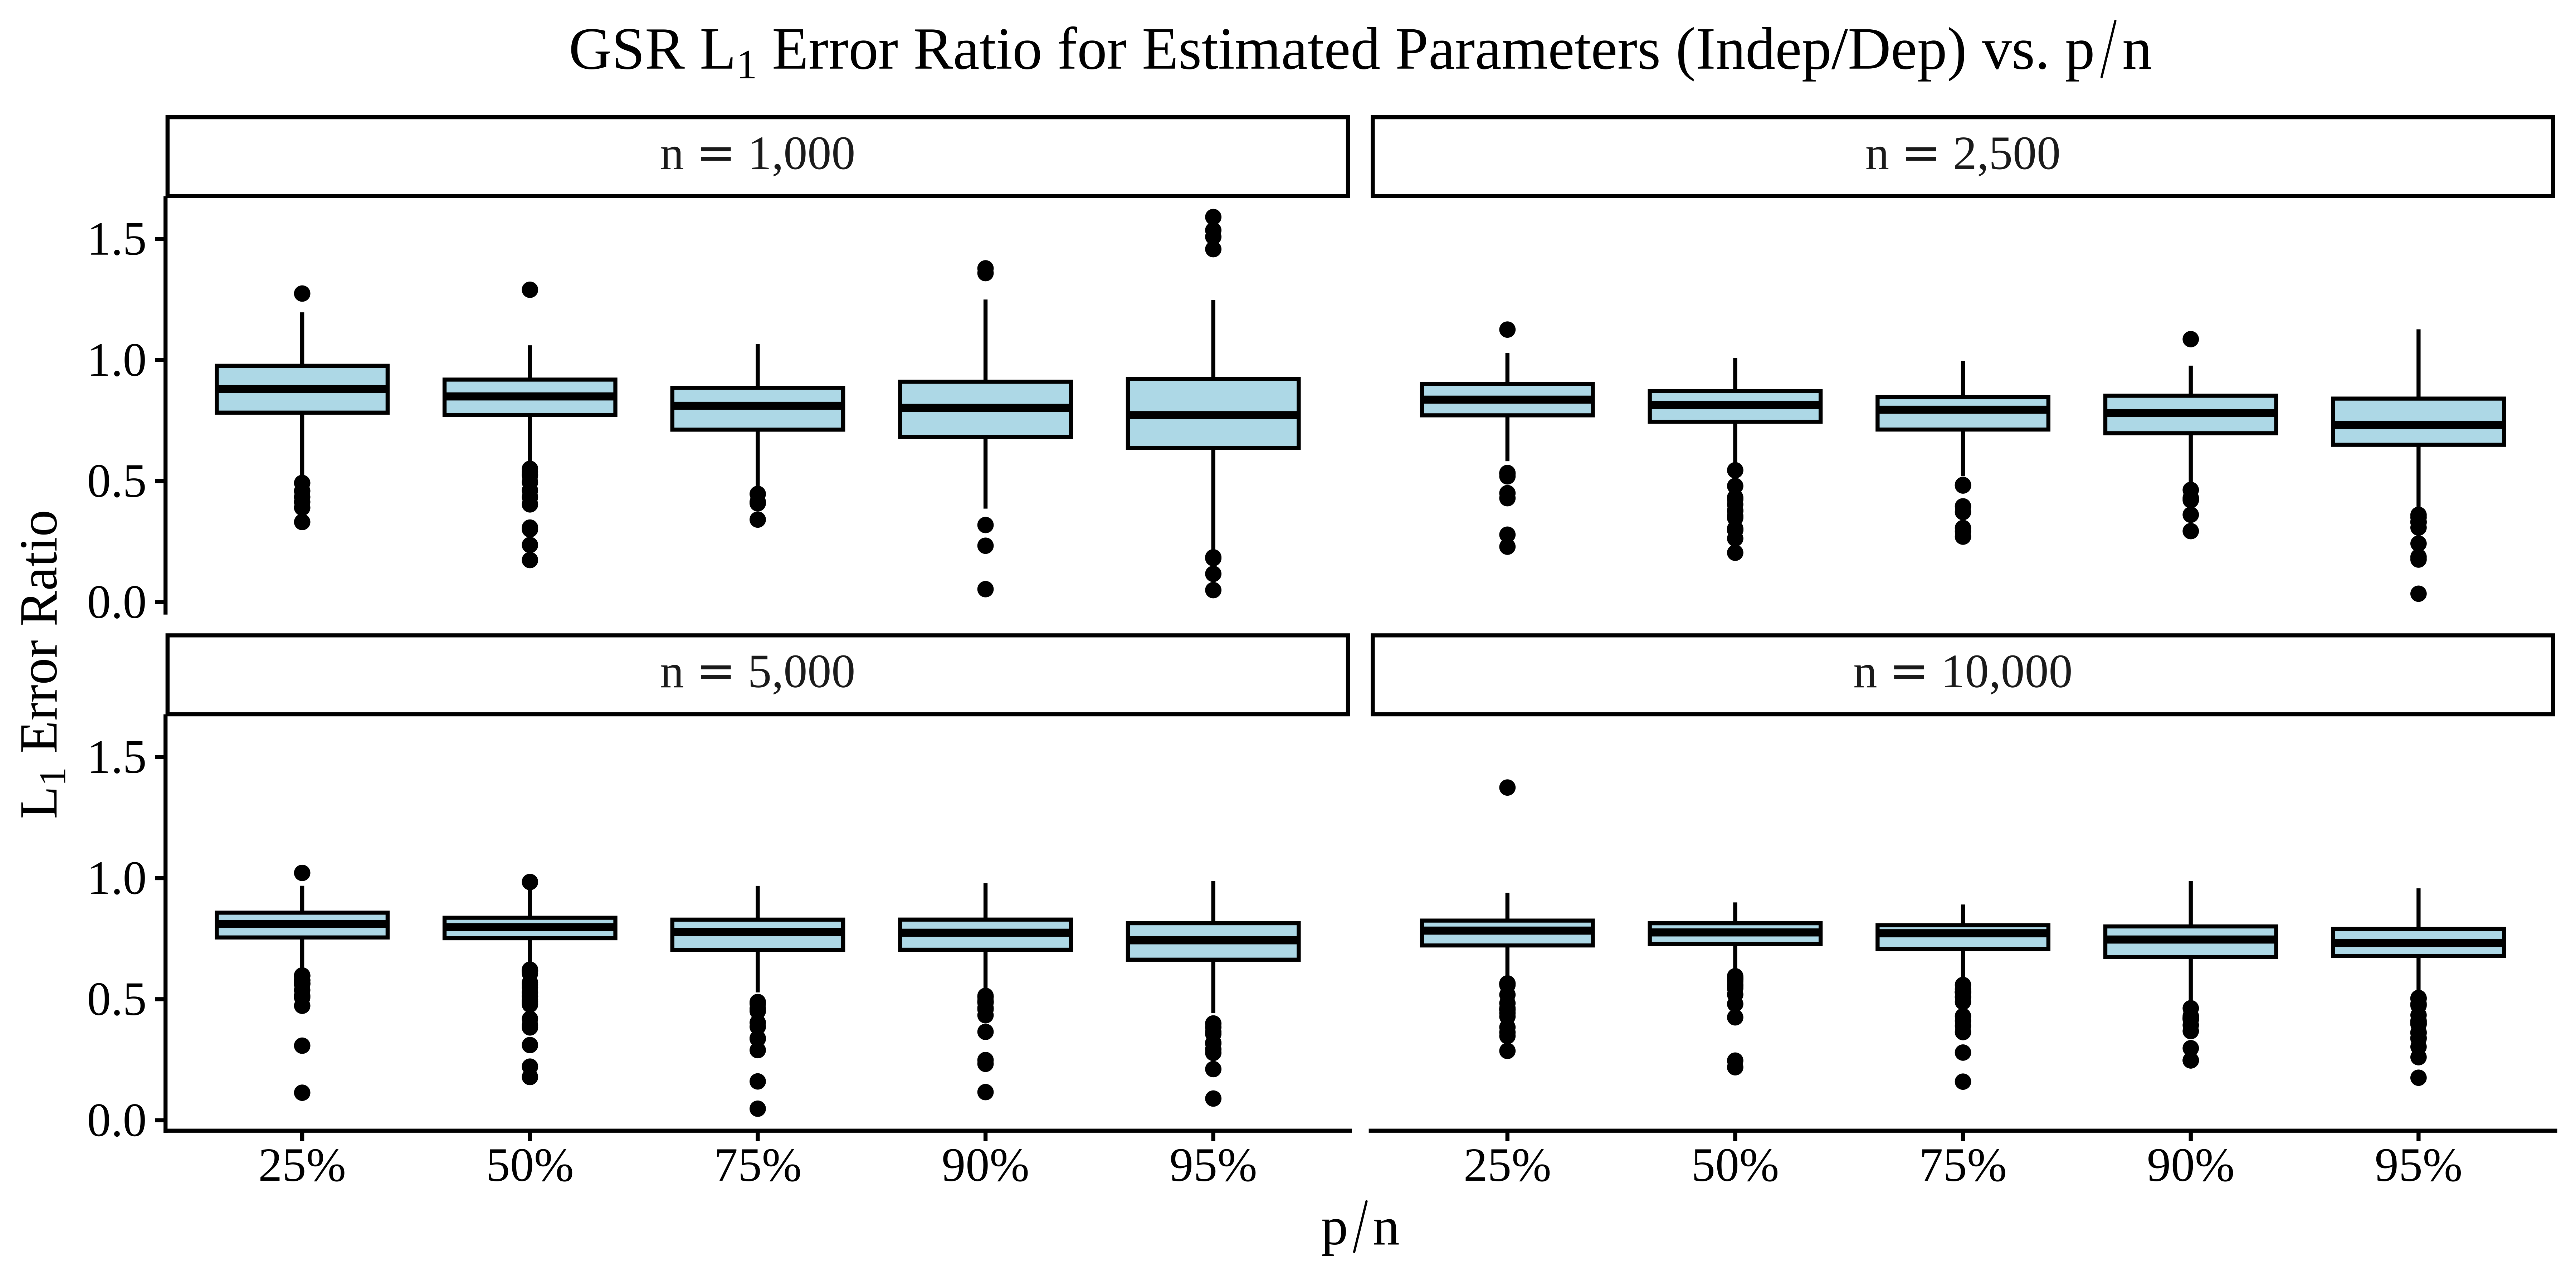 GSR L₁ Error Ratio for Estimated Parameters (Indep/Dep) vs. p/n
n = 1,000
n = 2,500
1.5
1.0
0.5
0.0
L₁ Error Ratio
n = 5,000
n = 10,000
1.5
1.0
0.5
0.0
25% 50% 75% 90% 95% 25% 50% 75% 90% 95%
p/n